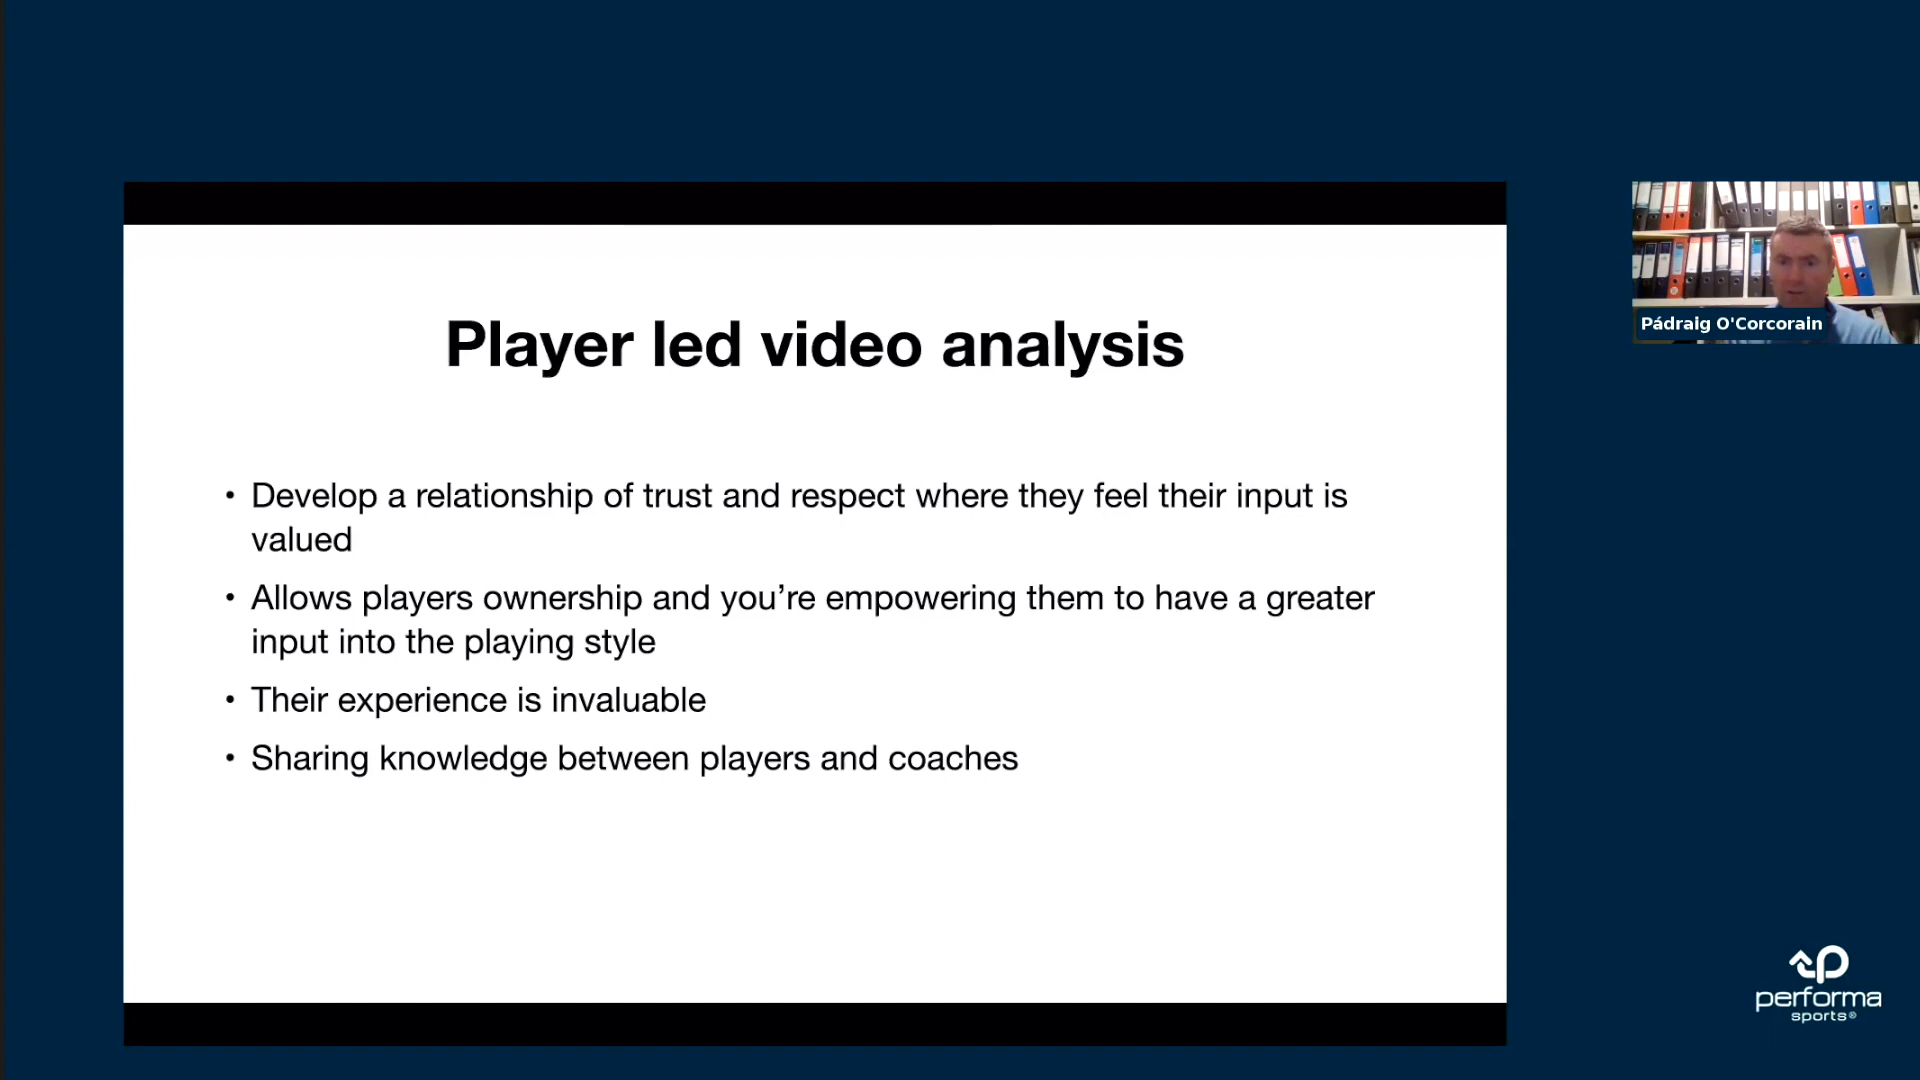 Player led video analysis
• Develop a relationship of trust and respect where they feel their input is
valued
• Allows players ownership and you’re empowering them to have a greater
input into the playing style
• Their experience is invaluable
• Sharing knowledge between players and coaches
Pádraig O'Corcorain
performa
sports®